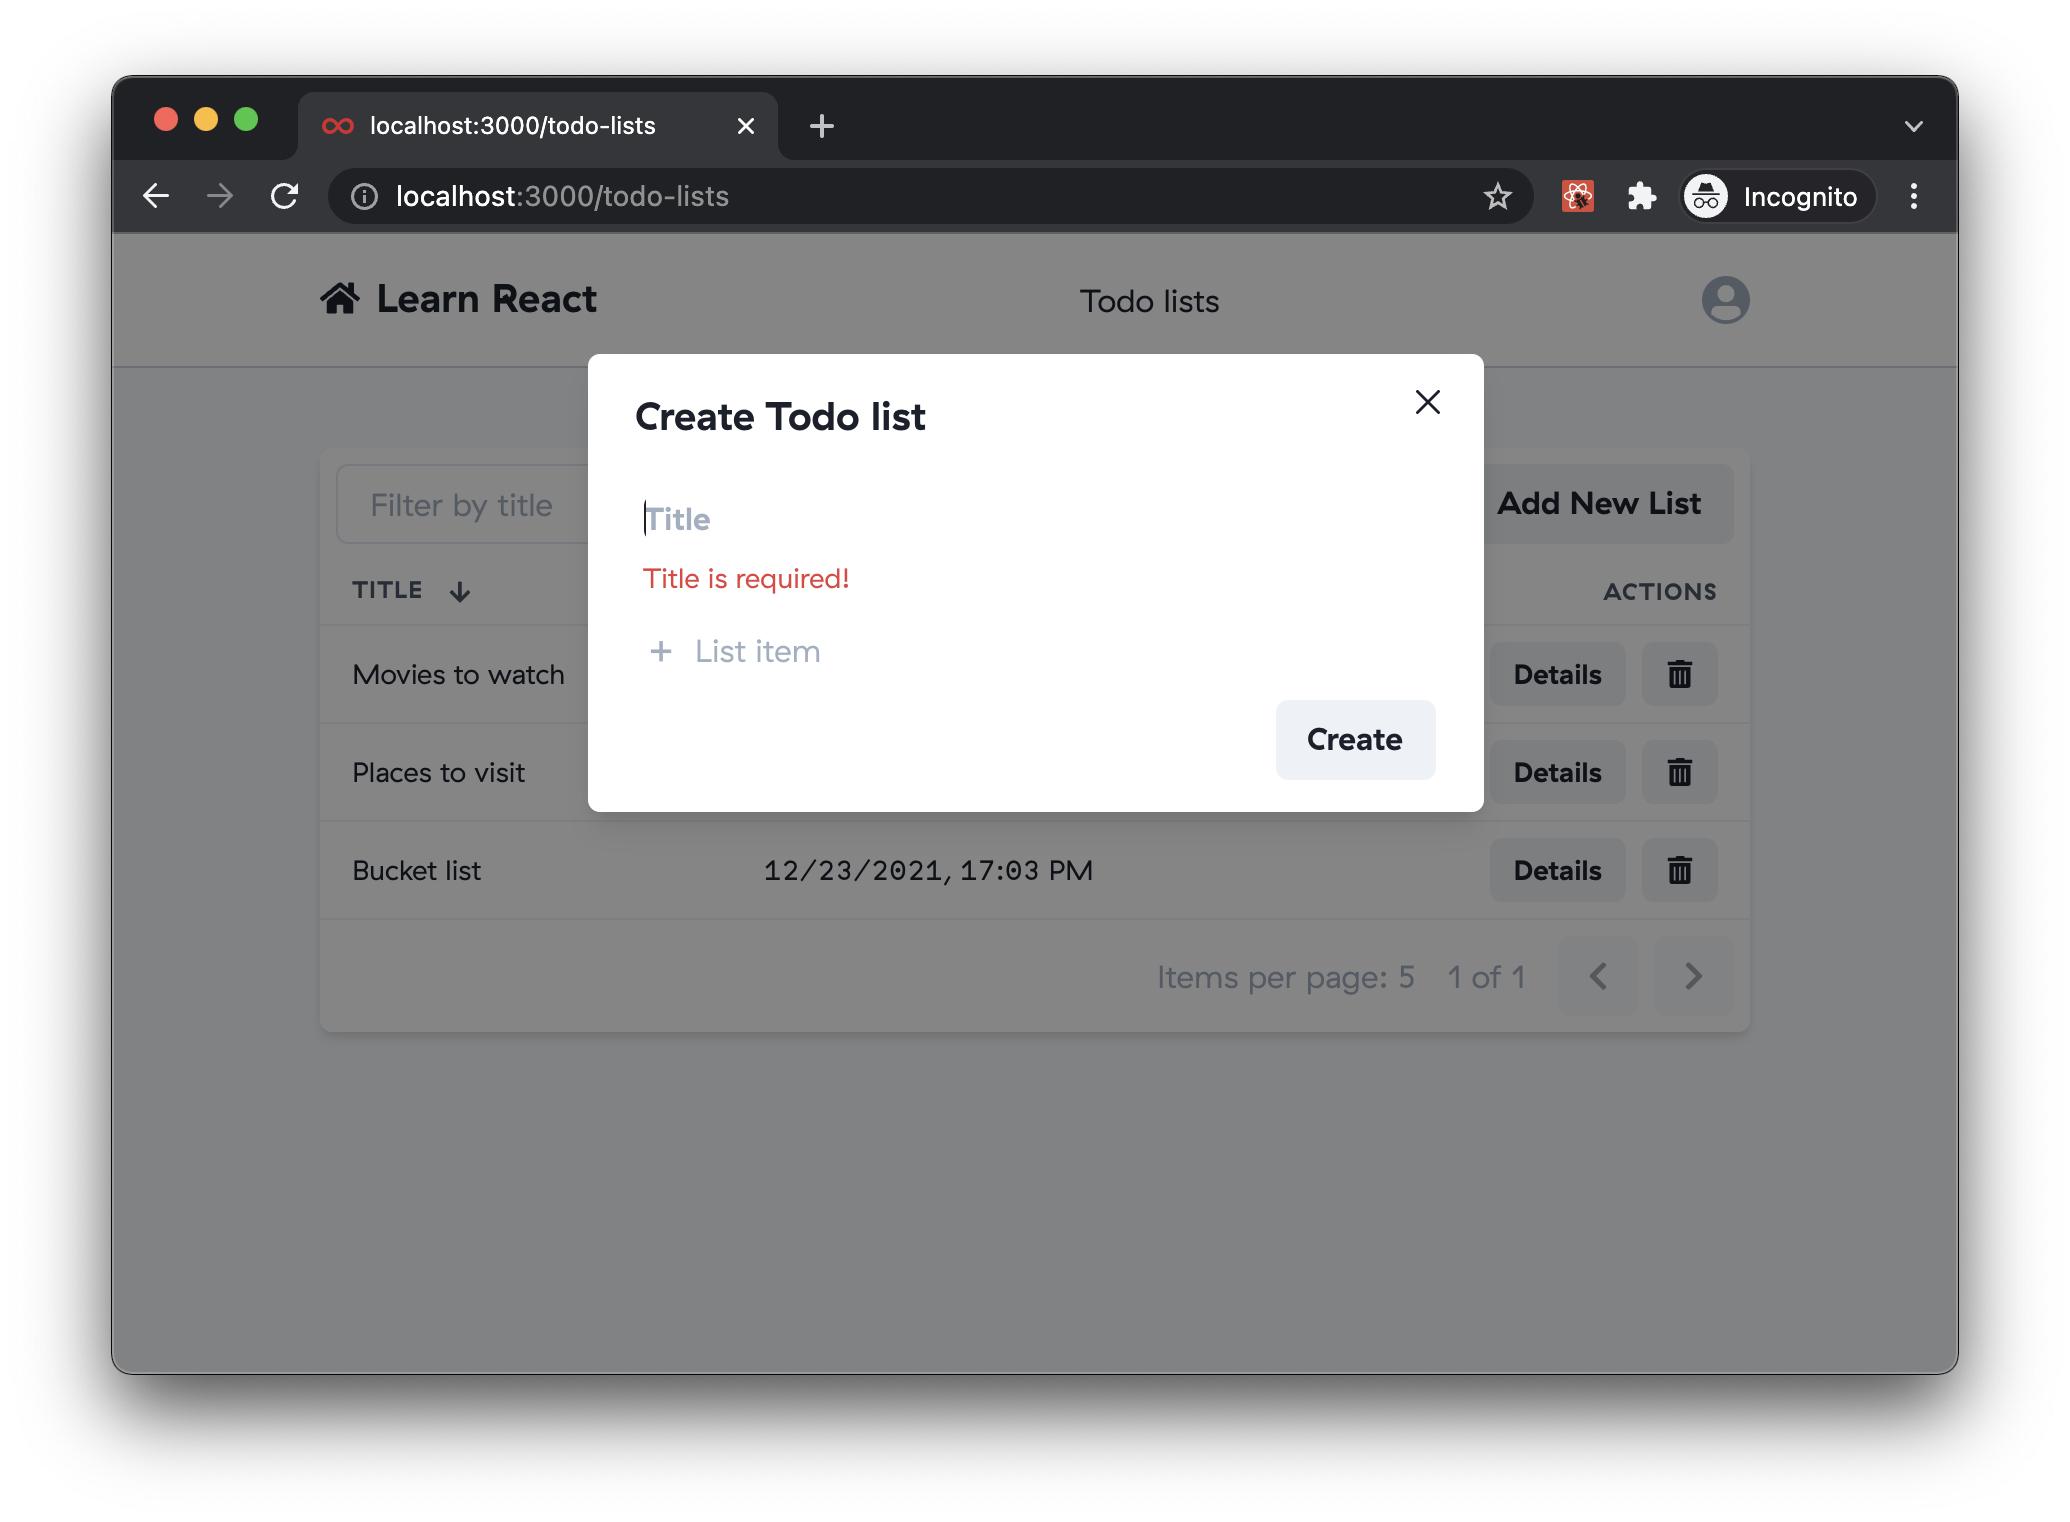 localhost:3000/todo-lists
localhost:3000/todo-lists
Incognito
Learn React
Todo lists
Create Todo list
Filter by title
Title
Add New List
Title is required!
TITLE
ACTIONS
List item
Movies to watch
Details
Create
Places to visit
Details
Bucket list
12/23/2021, 17:03 PM
Details
Items per page: 5
1 of 1